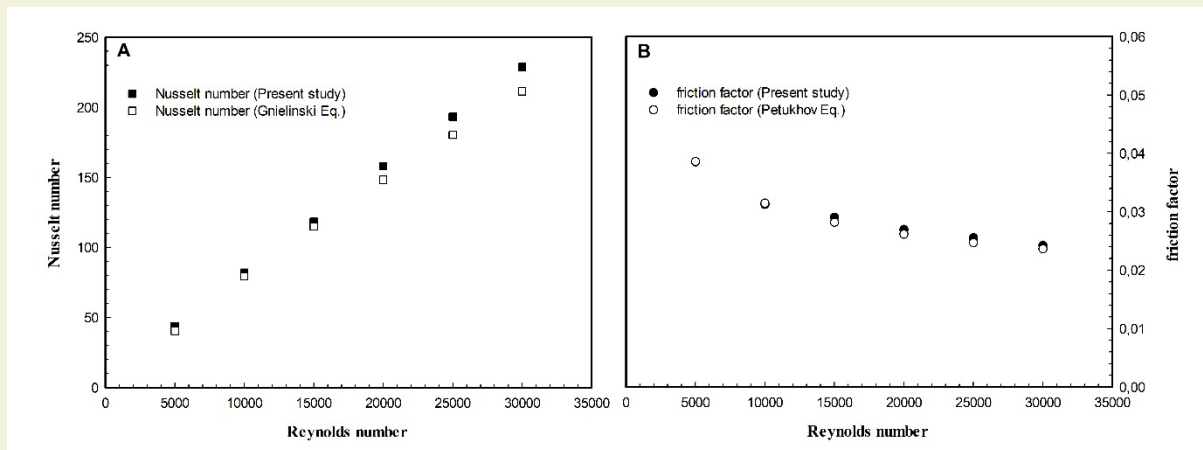 A
Nusselt number (Present study)
Nusselt number (Gnielinski Eq.)
Nusselt number
250
200
150
100
50
0
0 5000 10000 15000 20000 25000 30000 35000
Reynolds number
B
friction factor (Present study)
friction factor (Petukhov Eq.)
0,06
0,05
0,04
0,03
0,02
0,01
0,00
friction factor
0 5000 10000 15000 20000 25000 30000 35000
Reynolds number